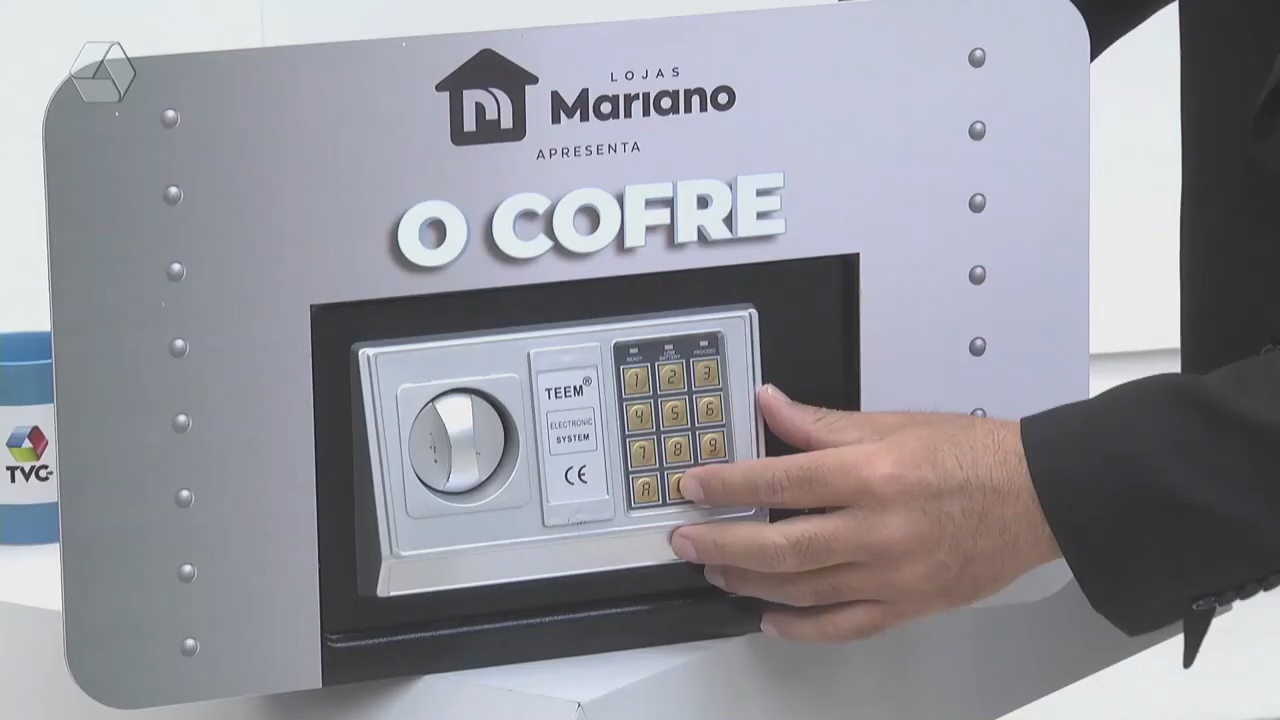 LOJAS
Mariano
APRESENTA
O COFRE
READY
LOW
BATTERY
PROCEED
TEEM®
ELECTRONIC
SYSTEM
CE
1 2 3
4 5 6
7 8 9
A
TVC